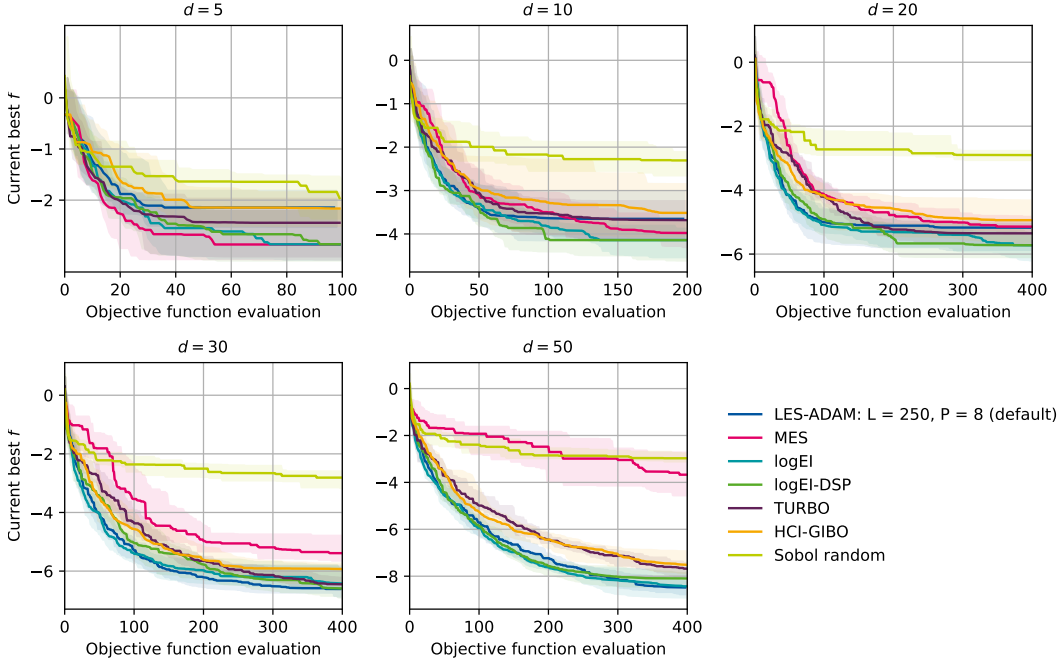 d = 5
d = 10
d = 20
Current best f
0
−1
−2
0 20 40 60 80 100
Objective function evaluation
0
−1
−2
−3
−4
0 50 100 150 200
Objective function evaluation
0
−2
−4
−6
0 100 200 300 400
Objective function evaluation
d = 30
d = 50
Current best f
0
−2
−4
−6
0 100 200 300 400
Objective function evaluation
0
−2
−4
−6
−8
0 100 200 300 400
Objective function evaluation
LES-ADAM: L = 250, P = 8 (default)
MES
logEI
logEI-DSP
TURBO
HCI-GIBO
Sobol random